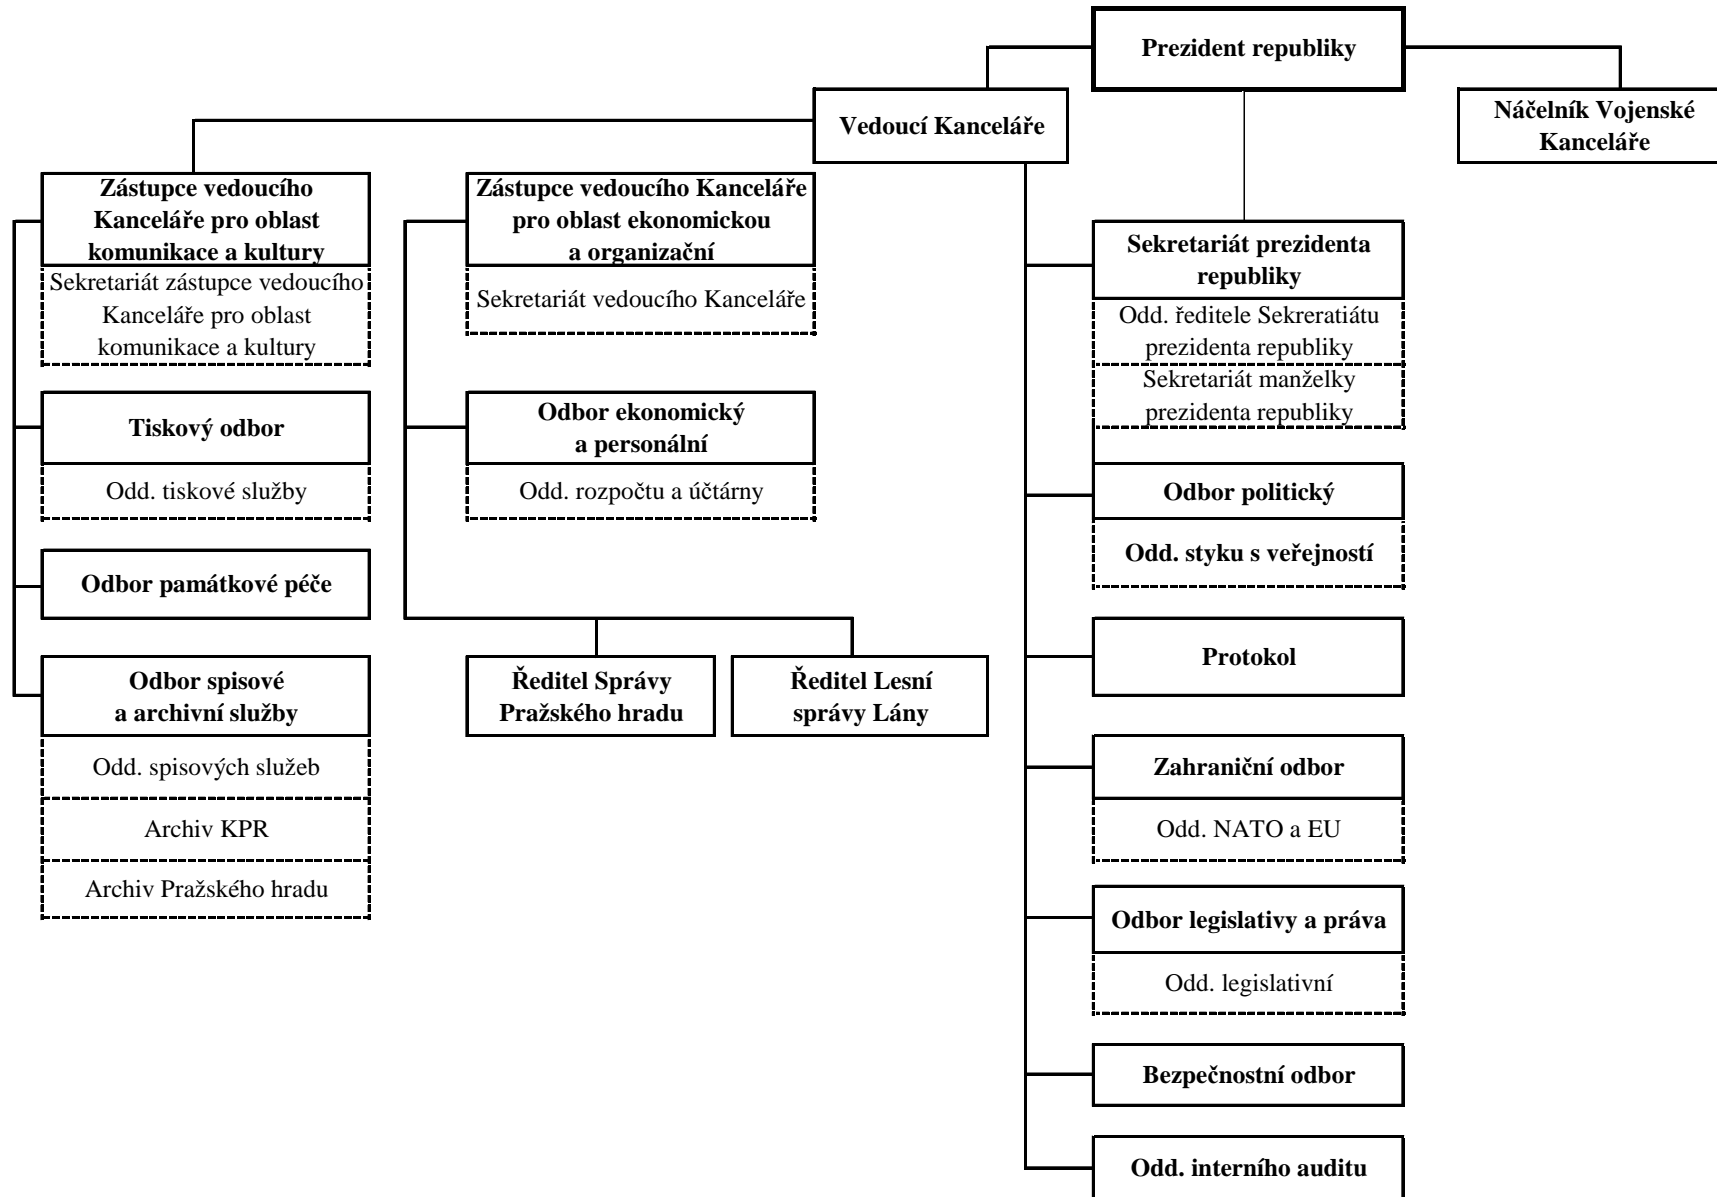 Prezident republiky
Vedoucí Kanceláře
Náčelník Vojenské
Kanceláře
Zástupce vedoucího
Kanceláře pro oblast
komunikace a kultury
Sekretariát zástupce vedoucího
Kanceláře pro oblast
komunikace a kultury
Tiskový odbor
Odd. tiskové služby
Odbor památkové péče
Odbor spisové
a archivní služby
Odd. spisových služeb
Archiv KPR
Archiv Pražského hradu
Zástupce vedoucího Kanceláře
pro oblast ekonomickou
a organizační
Sekretariát vedoucího Kanceláře
Odbor ekonomický
a personální
Odd. rozpočtu a účtárny
Ředitel Správy
Pražského hradu
Ředitel Lesní
správy Lány
Sekretariát prezidenta
republiky
Odd. ředitele Sekreratiátu
prezidenta republiky
Sekretariát manželky
prezidenta republiky
Odbor politický
Odd. styku s veřejností
Protokol
Zahraniční odbor
Odd. NATO a EU
Odbor legislativy a práva
Odd. legislativní
Bezpečnostní odbor
Odd. interního auditu